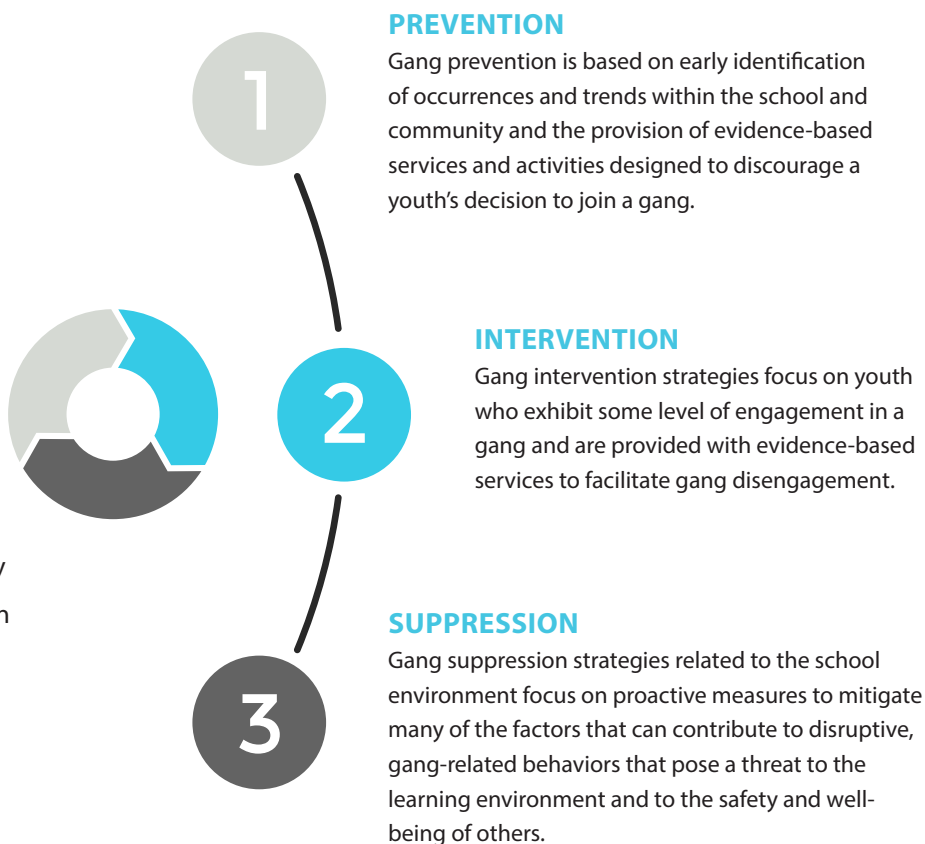 1
PREVENTION
Gang prevention is based on early identification
of occurrences and trends within the school and
community and the provision of evidence-based
services and activities designed to discourage a
youth’s decision to join a gang.
2
INTERVENTION
Gang intervention strategies focus on youth
who exhibit some level of engagement in a
gang and are provided with evidence-based
services to facilitate gang disengagement.
3
SUPPRESSION
Gang suppression strategies related to the school
environment focus on proactive measures to mitigate
many of the factors that can contribute to disruptive,
gang-related behaviors that pose a threat to the
learning environment and to the safety and well-
being of others.